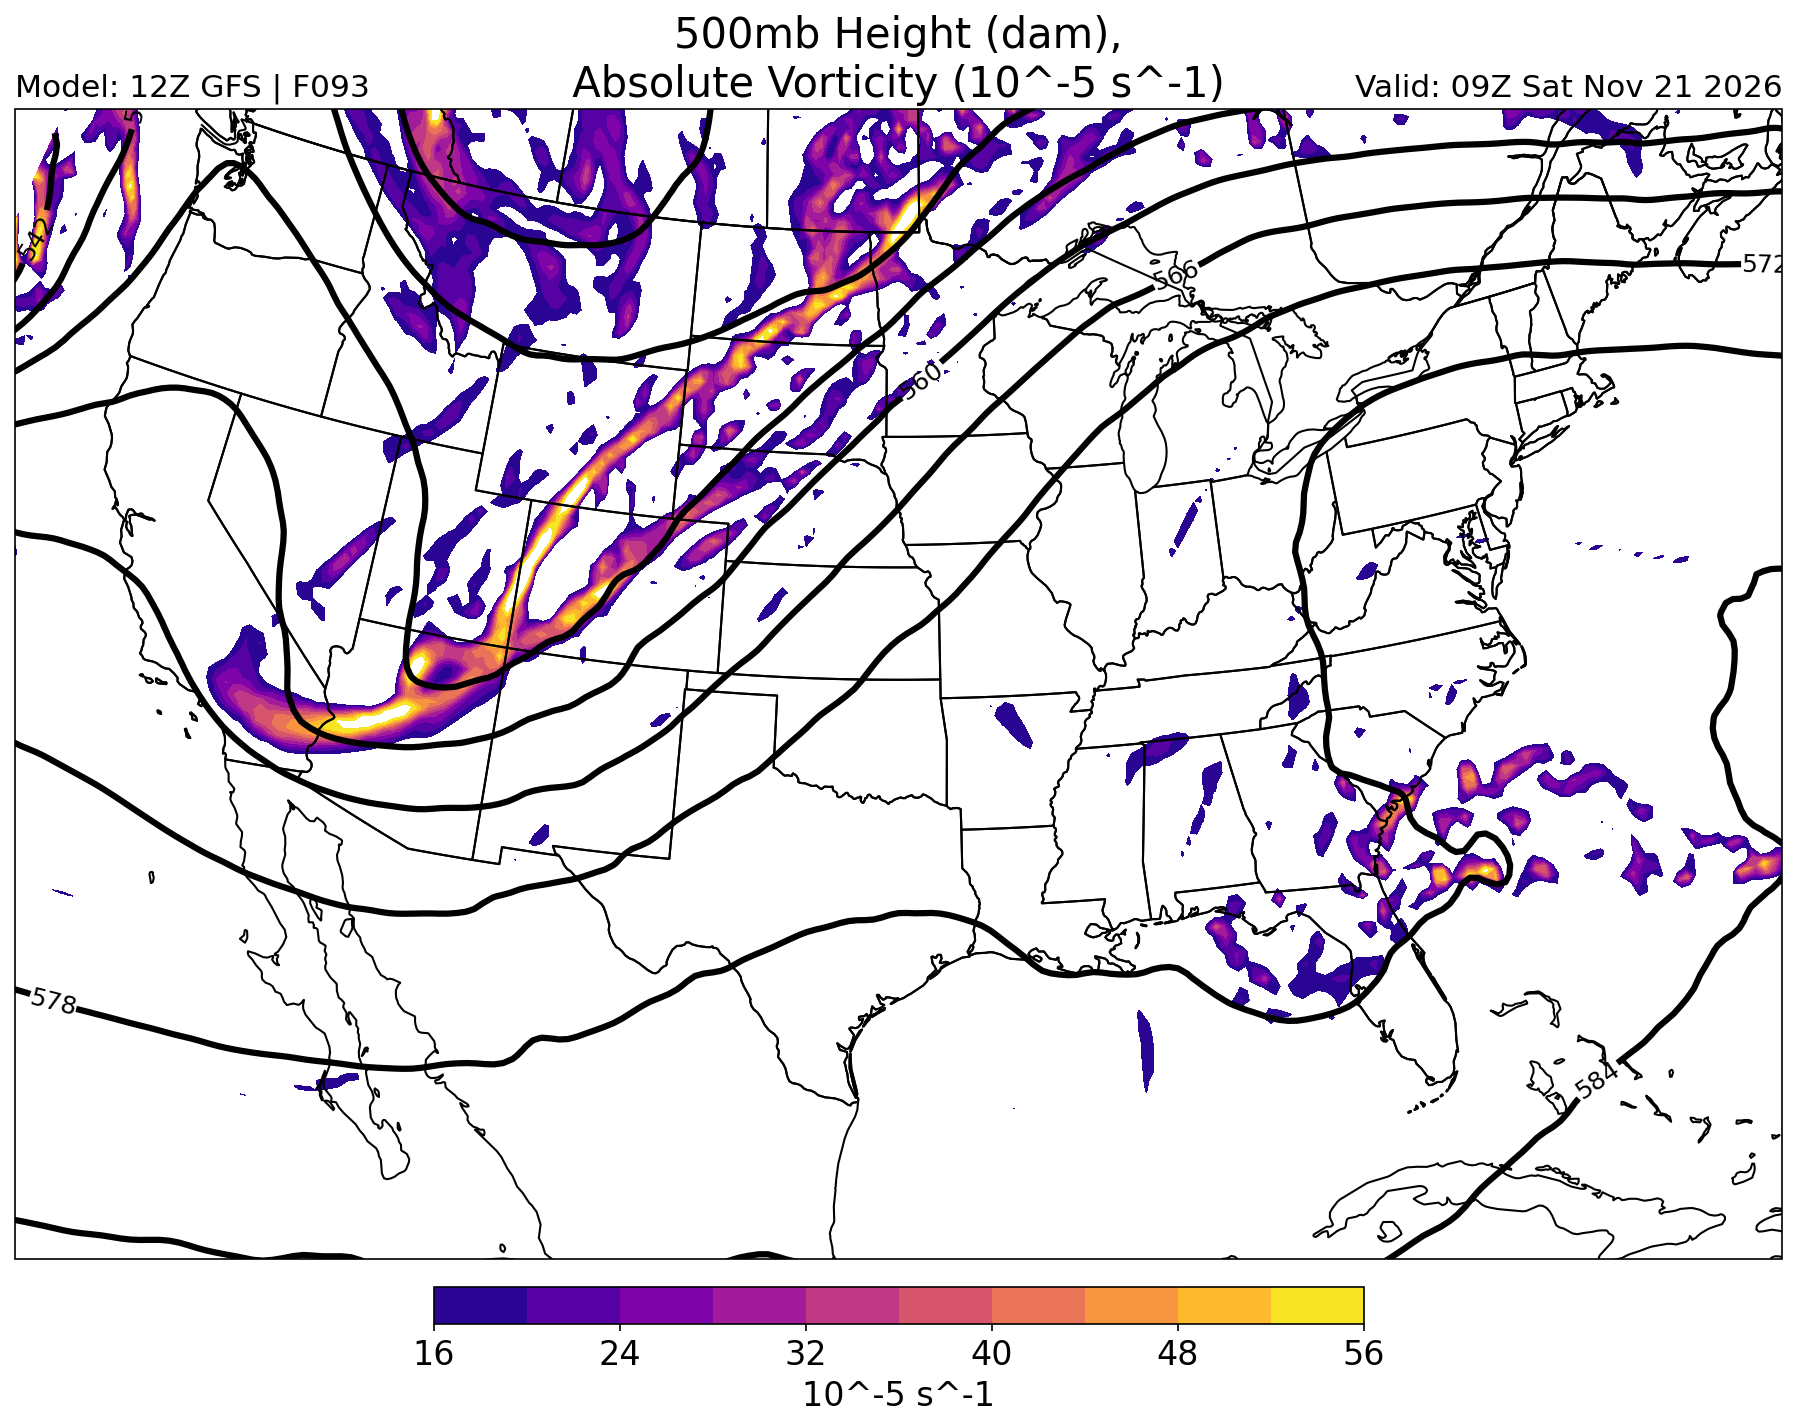 500mb Height (dam),
Absolute Vorticity (10^-5 s^-1)
Model: 12Z GFS | F093
Valid: 09Z Sat Nov 21 2026
542
566
572
560
578
584
16 24 32 40 48 56
10^-5 s^-1